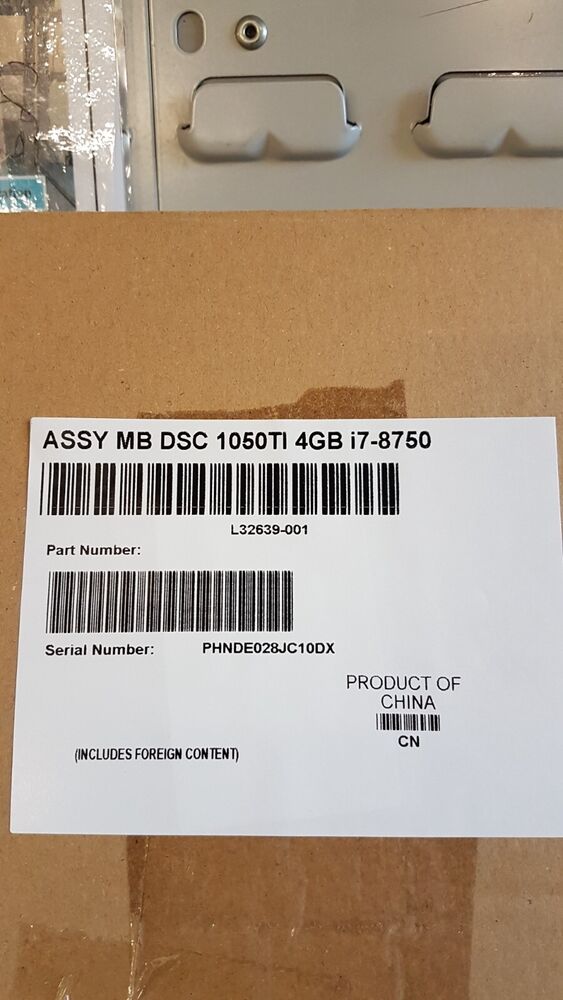 ASSY MB DSC 1050TI 4GB i7-8750
L32639-001
Part Number:
Serial Number: PHNDE028JC10DX
PRODUCT OF
CHINA
CN
(INCLUDES FOREIGN CONTENT)